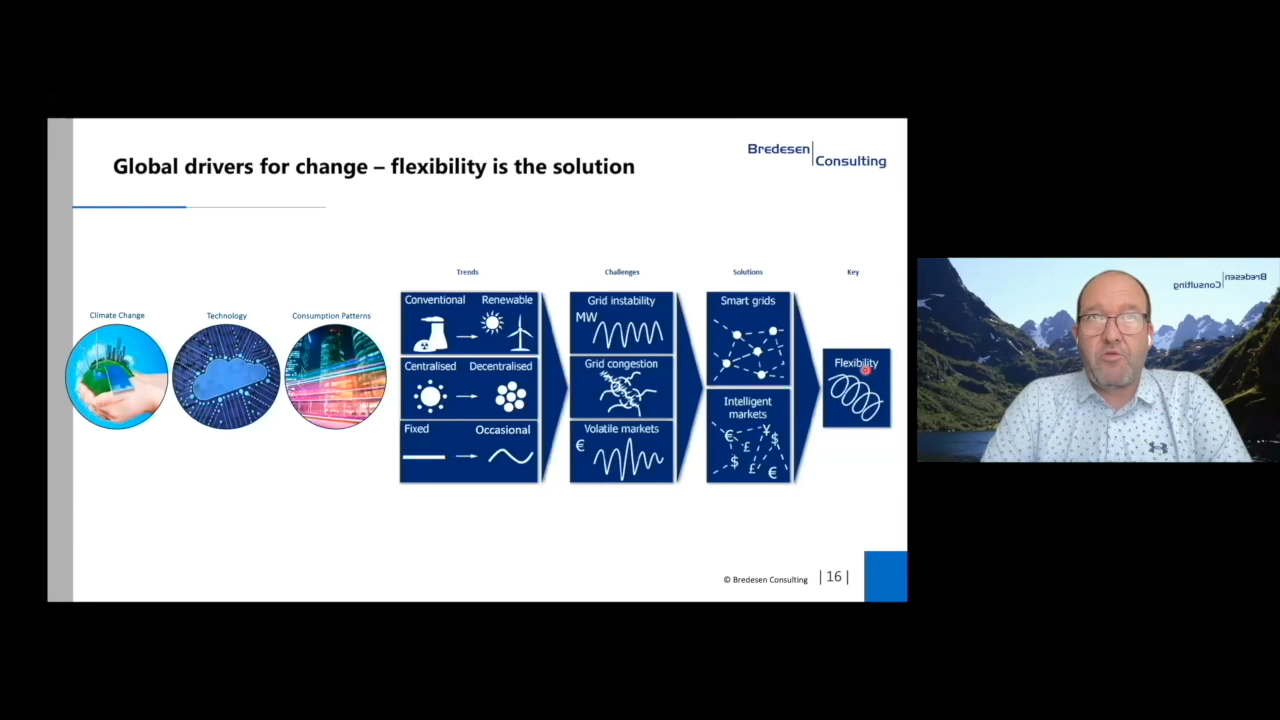 Global drivers for change – flexibility is the solution
Bredesen
Consulting
Trends
Challenges
Solutions
Key
Climate Change
Technology
Consumption Patterns
Conventional
Renewable
Centralised
Decentralised
Fixed
Occasional
Grid instability
MW
Grid congestion
Volatile markets
€
Smart grids
Intelligent
markets
€ ¥ $
£
$ £ €
Flexibility
© Bredesen Consulting
| 16 |
Bredesen
Consulting